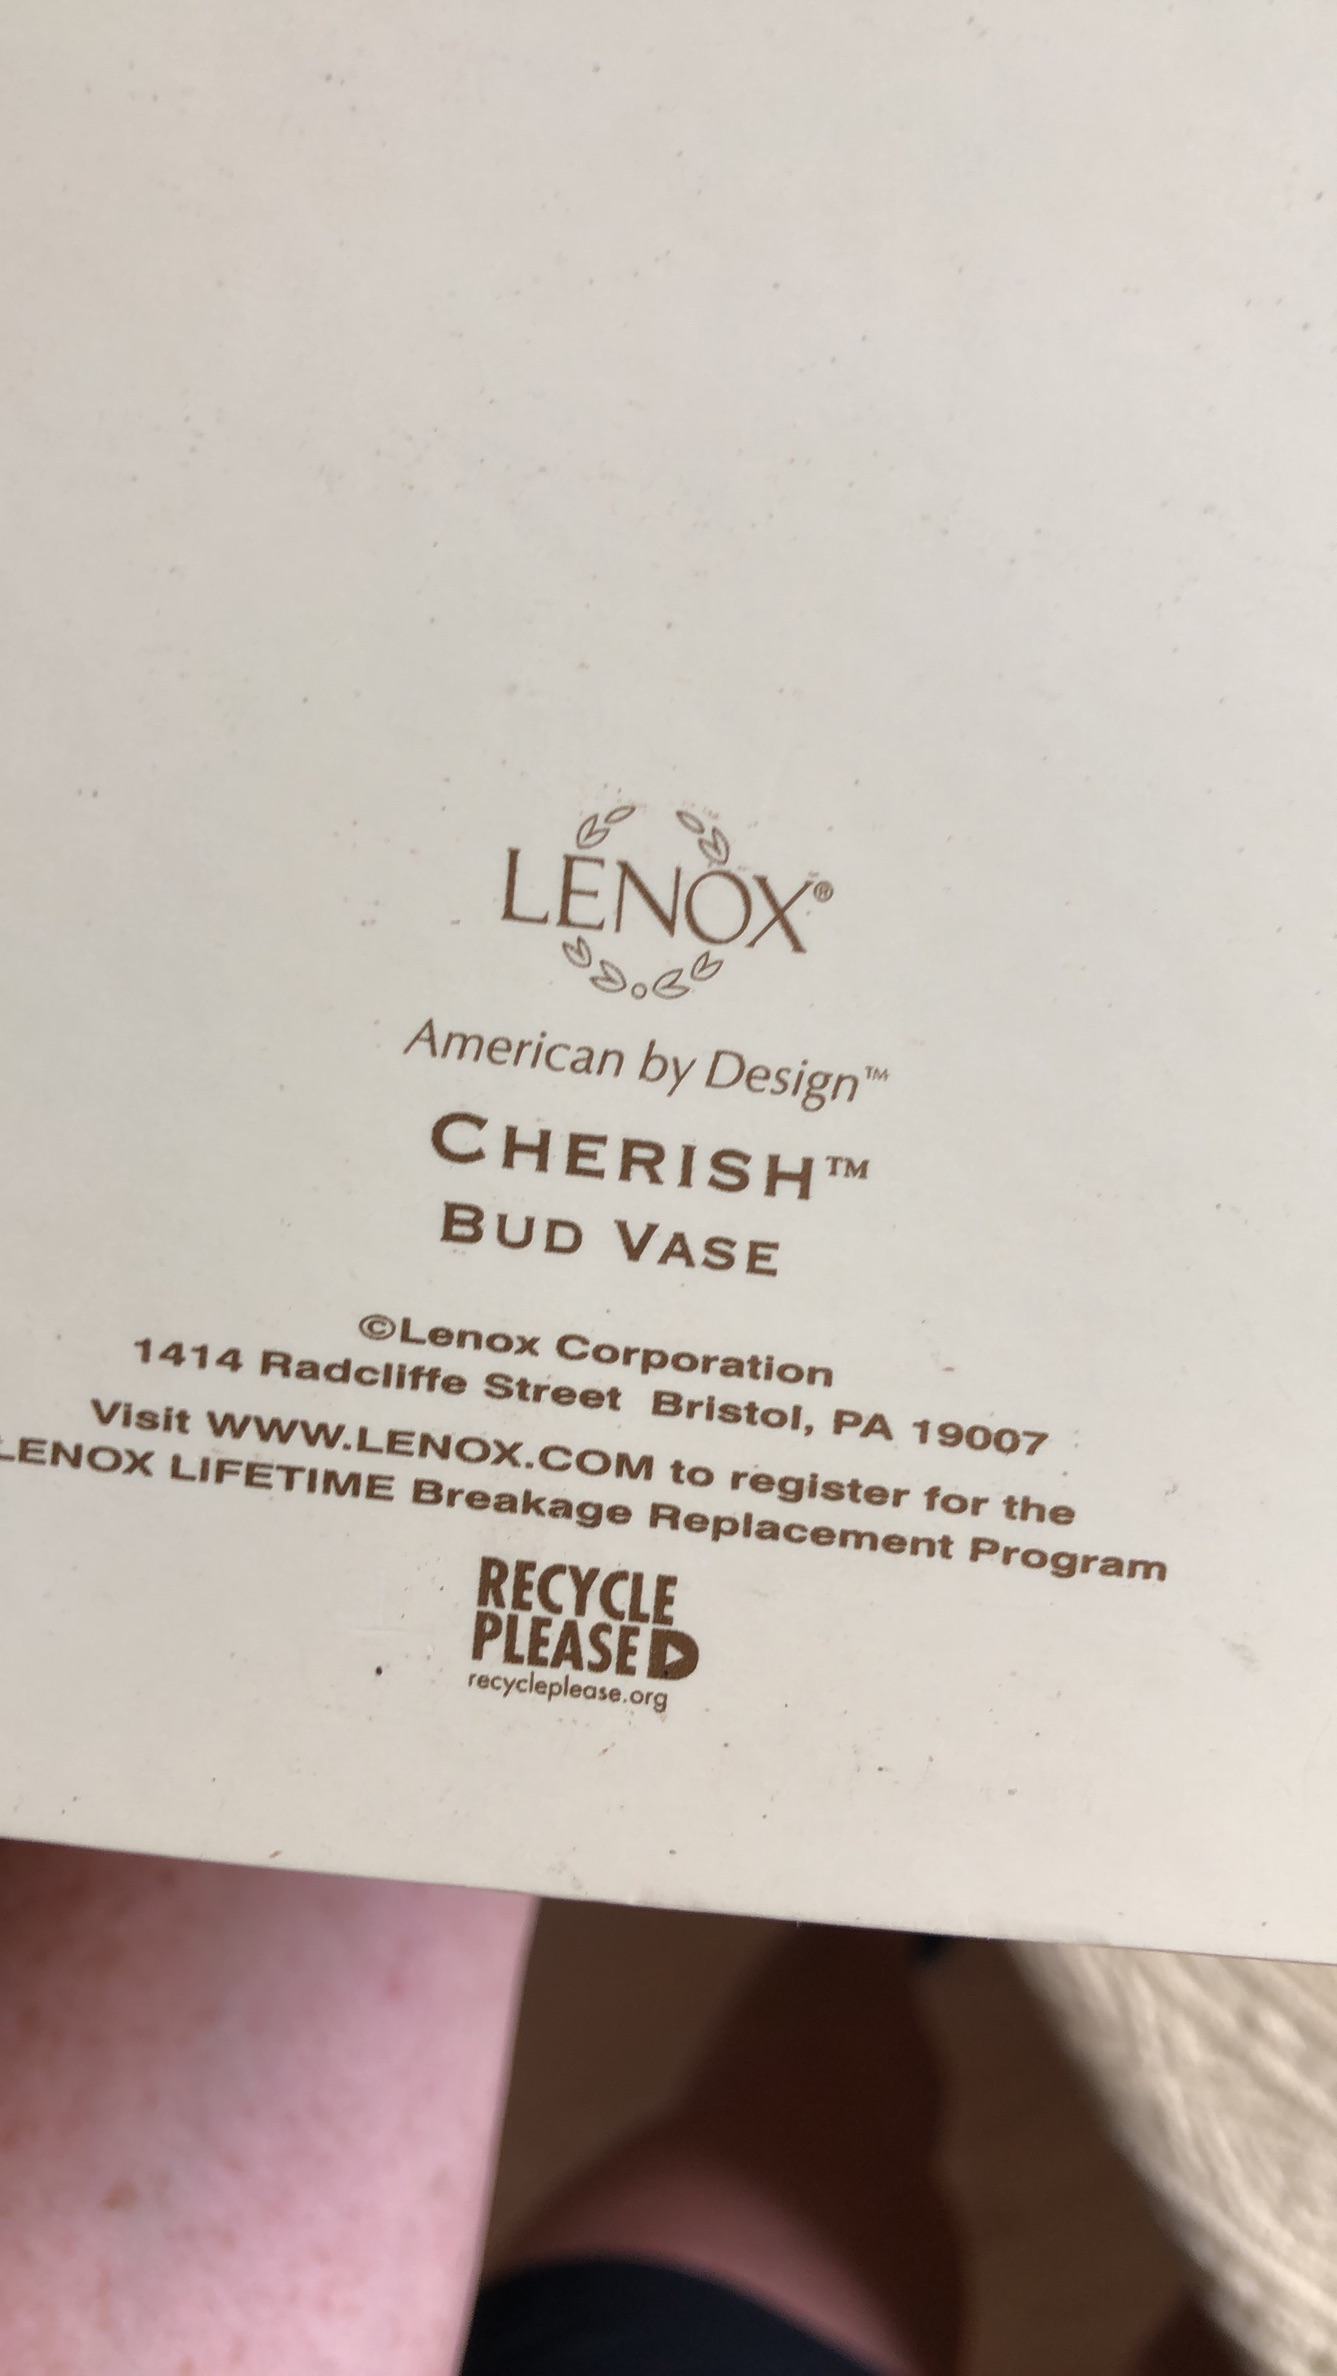 LENOX®
American by Design™
CHERISH™
BUD VASE
©Lenox Corporation
1414 Radcliffe Street Bristol, PA 19007
Visit WWW.LENOX.COM to register for the
LENOX LIFETIME Breakage Replacement Program
RECYCLE
PLEASE
recycleplease.org